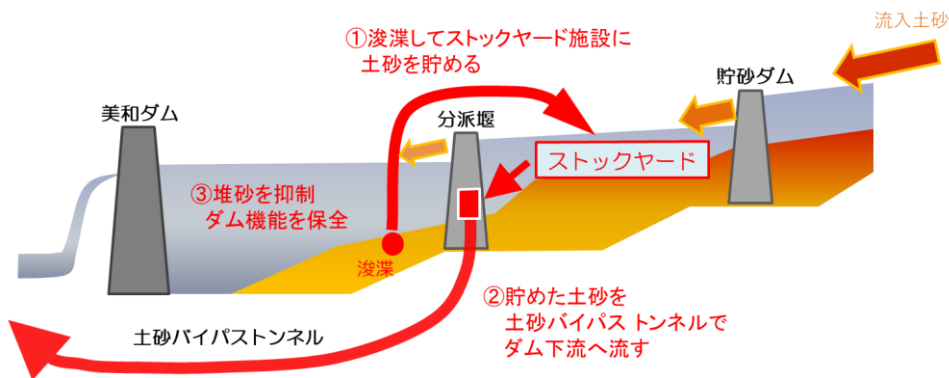 流入土砂
①浚渫してストックヤード施設に
土砂を貯める
貯砂ダム
美和ダム
分派堰
ストックヤード
③堆砂を抑制
ダム機能を保全
浚渫
②貯めた土砂を
土砂バイパストンネルで
ダム下流へ流す
土砂バイパストンネル